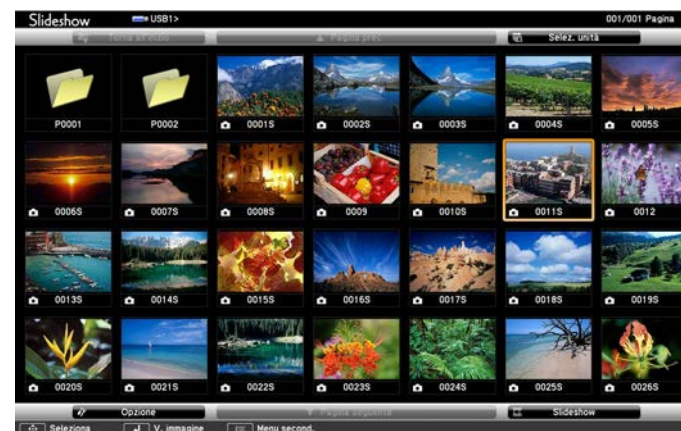 Slideshow USB1> 001/001 Pagina
Torna all'inizio Pagina prec. Selez. unità
P0001 P0002 0001S 0002S 0003S 0004S 0005S
0006S 0007S 0008S 0009 0010S 0011S 0012
0013S 0014S 0015S 0016S 0017S 0018S 0019S
0020S 0021S 0022S 0023S 0024S 0025S 0026S
Opzione Pagina seguente Slideshow
Seleziona V. immagine Esc Menu second.